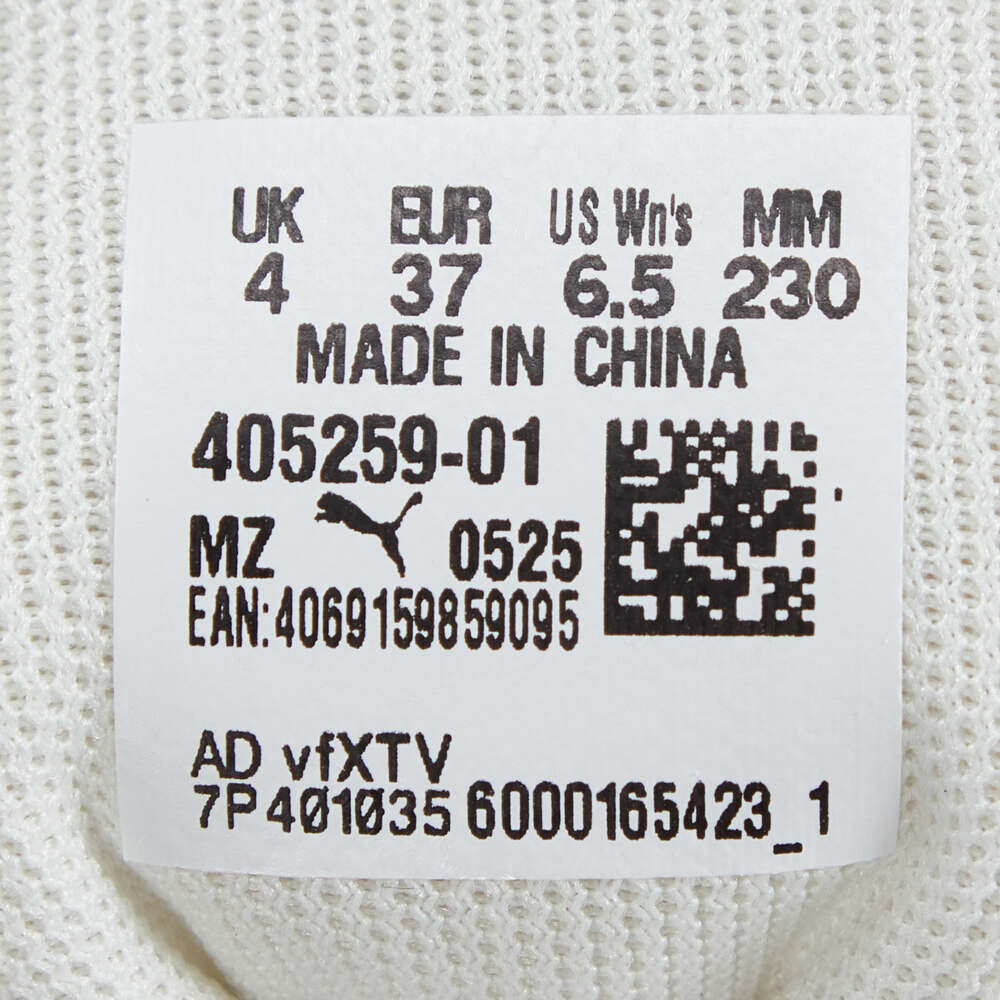 UK EUR US Wn's MM
4 37 6.5 230
MADE IN CHINA
405259-01
MZ 0525
EAN:4069159859095
AD vfXTV
7P401035 6000165423_1